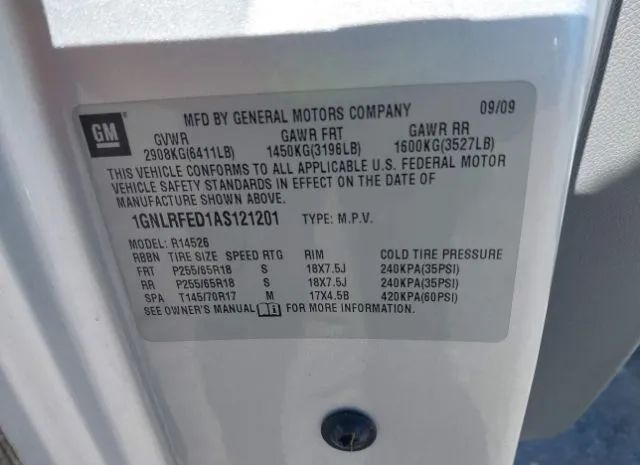 GM
MFD BY GENERAL MOTORS COMPANY 09/09
GVWR GAWR FRT GAWR RR
2908KG(6411LB) 1450KG(3196LB) 1600KG(3527LB)
THIS VEHICLE CONFORMS TO ALL APPLICABLE U.S. FEDERAL MOTOR
VEHICLE SAFETY STANDARDS IN EFFECT ON THE DATE OF
MANUFACTURE SHOWN ABOVE.
1GNLRFED1AS121201 TYPE: M.P.V.
MODEL: R14526
RBBN TIRE SIZE SPEED RTG RIM COLD TIRE PRESSURE
FRT P255/65R18 S 18X7.5J 240KPA(35PSI)
RR P255/65R18 S 18X7.5J 240KPA(35PSI)
SPA T145/70R17 M 17X4.5B 420KPA(60PSI)
SEE OWNER'S MANUAL FOR MORE INFORMATION.